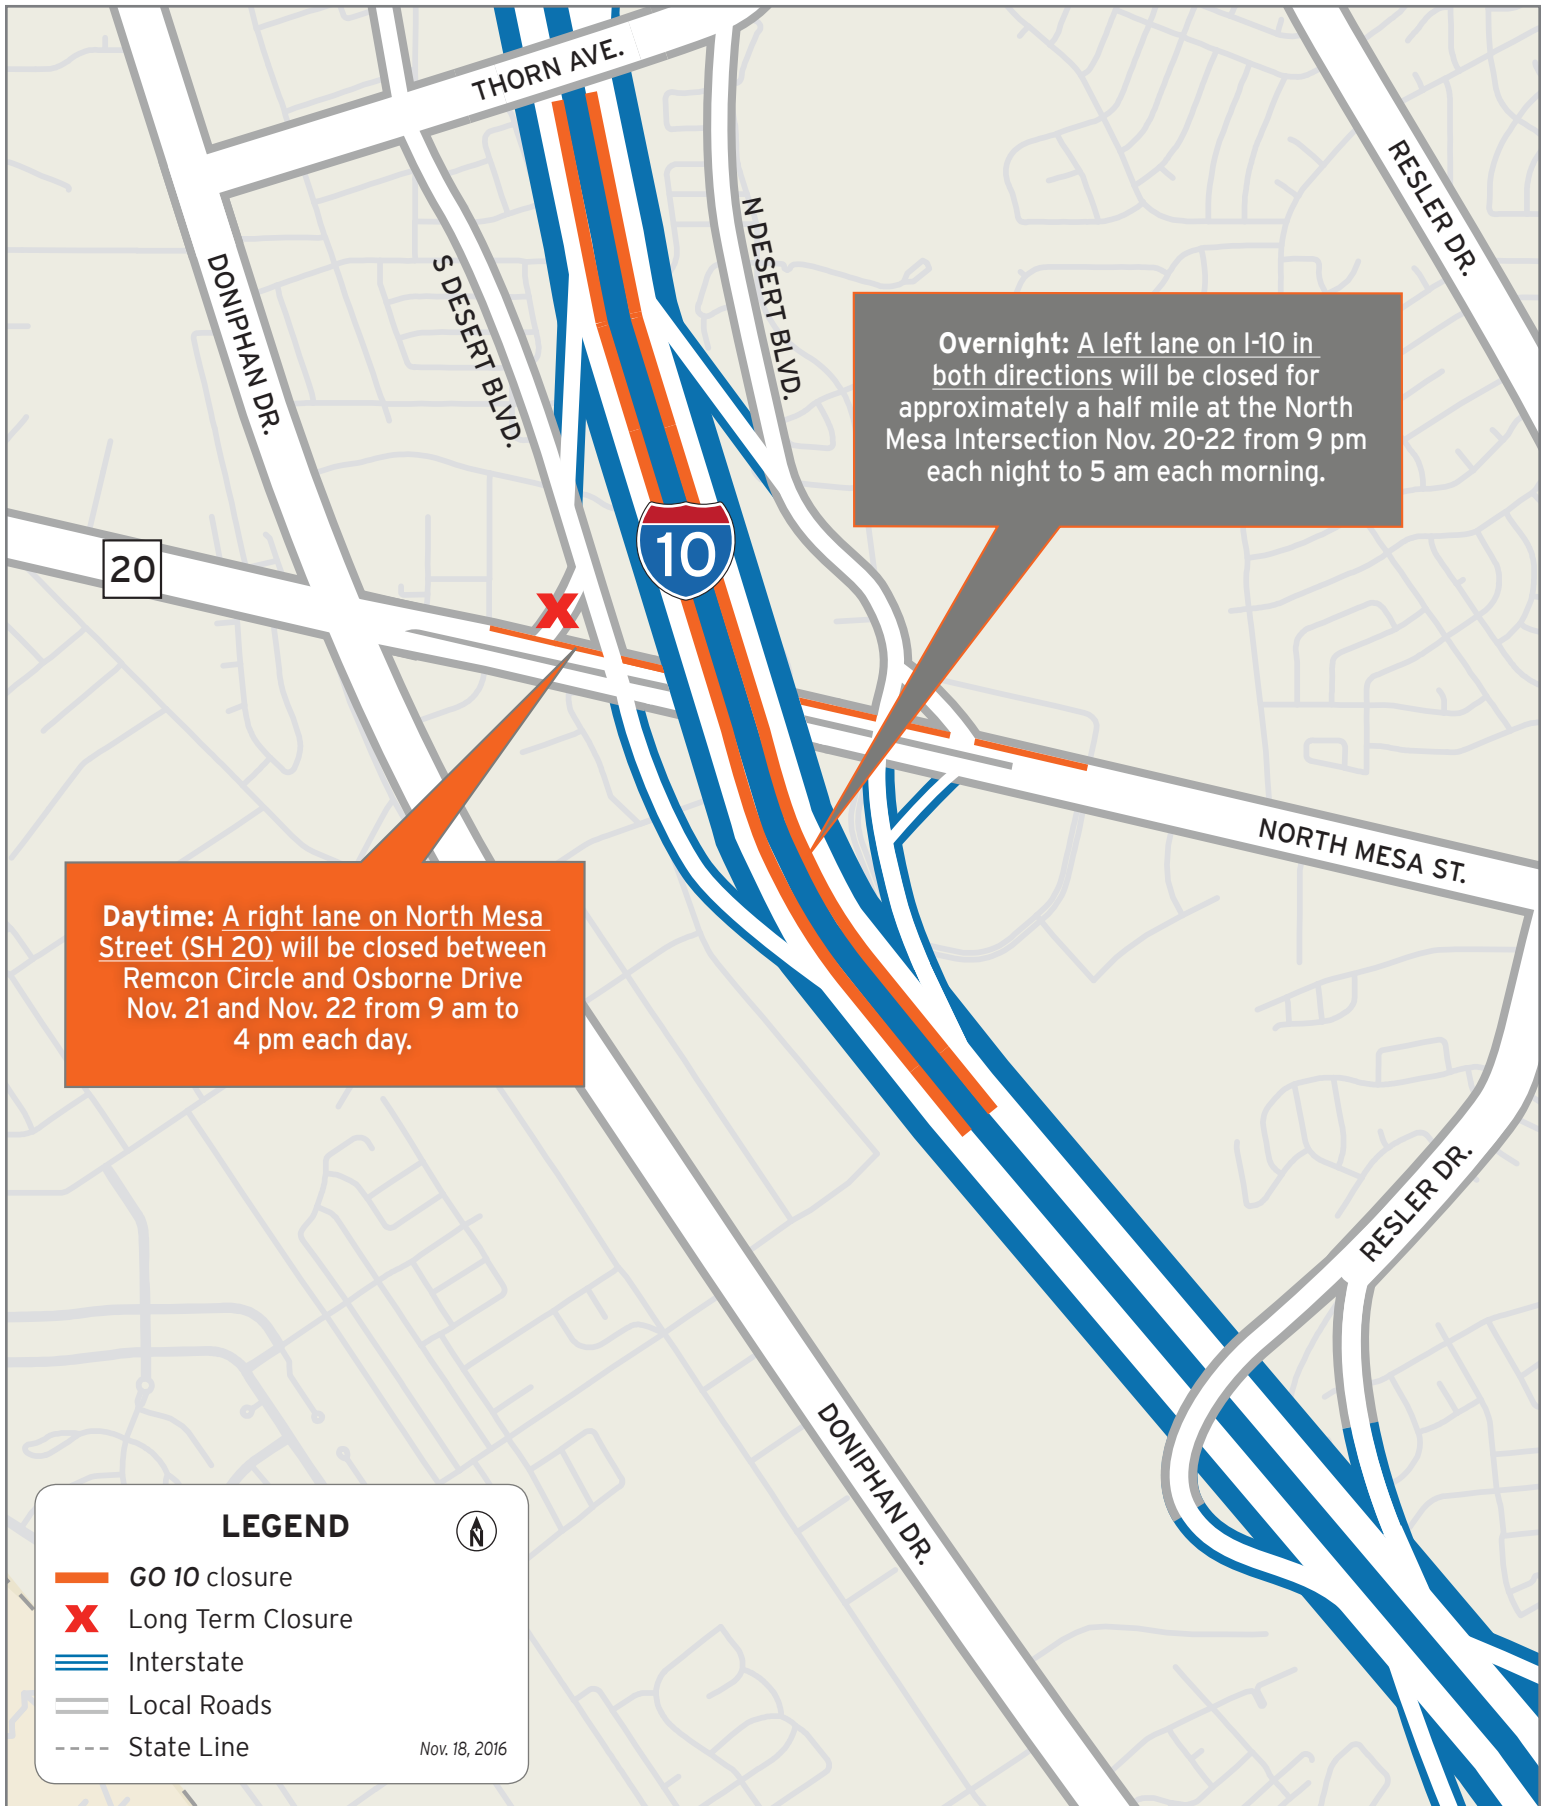 THORN AVE.
RESLER DR.
N DESERT BLVD.
DONIPHAN DR.
S DESERT BLVD.
Overnight: A left lane on I-10 in
both directions will be closed for
approximately a half mile at the North
Mesa Intersection Nov. 20-22 from 9 pm
each night to 5 am each morning.
10
20
X
NORTH MESA ST.
Daytime: A right lane on North Mesa
Street (SH 20) will be closed between
Remcon Circle and Osborne Drive
Nov. 21 and Nov. 22 from 9 am to
4 pm each day.
RESLER DR.
DONIPHAN DR.
LEGEND
N
GO 10 closure
X Long Term Closure
Interstate
Local Roads
State Line
Nov. 18, 2016